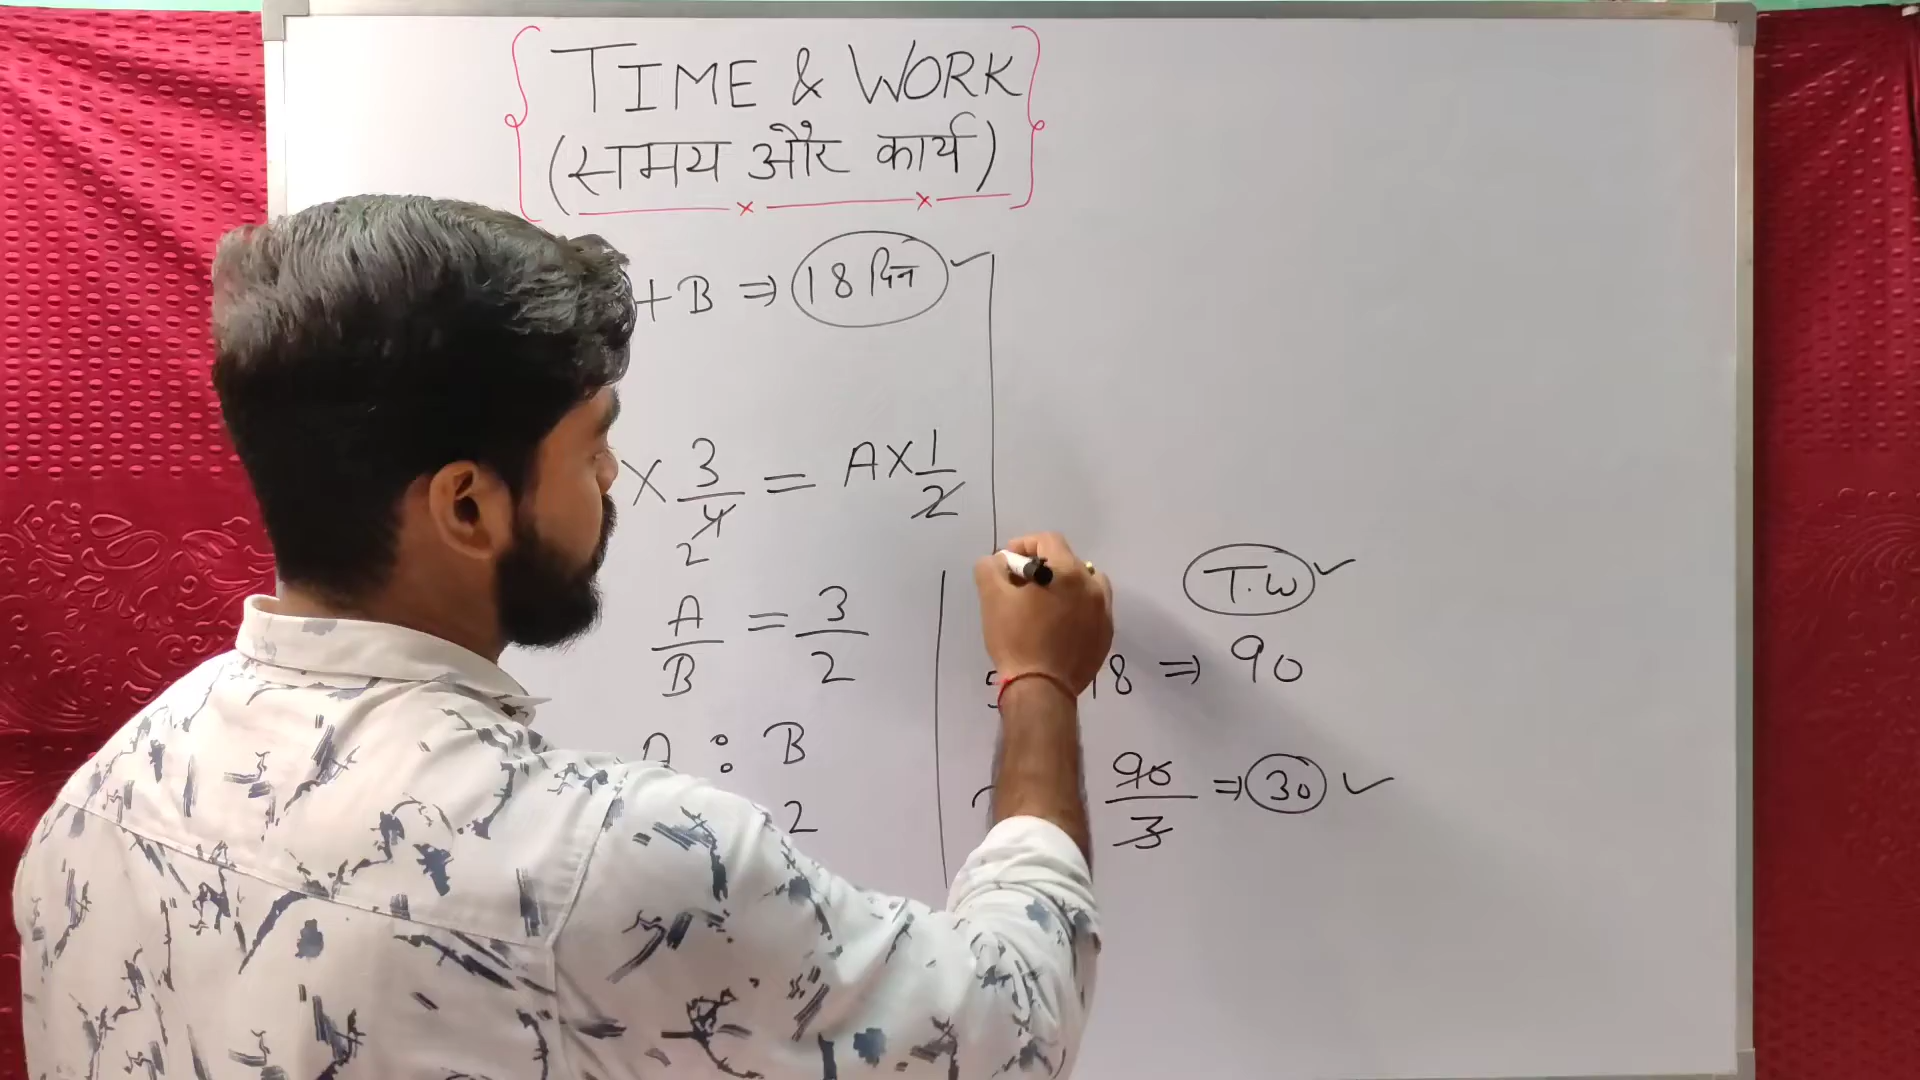 TIME & WORK
(समय और कार्य)
+ B ⇒ 18 दिन ✓
× 3/4 = A × 1/2
2
A/B = 3/2
A : B
2
T.W ✓
18 ⇒ 90
90/3 ⇒ 30 ✓